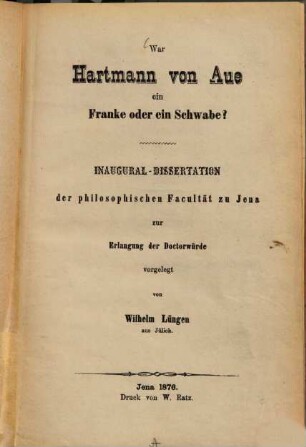 War
Hartmann von Aue
ein
Franke oder ein Schwabe?
INAUGURAL-DISSERTATION
der philosophischen Facultät zu Jena
zur
Erlangung der Doctorwürde
vorgelegt
von
Wilhelm Lüngen
aus Jülich.
Jena 1876.
Druck von W. Ratz.